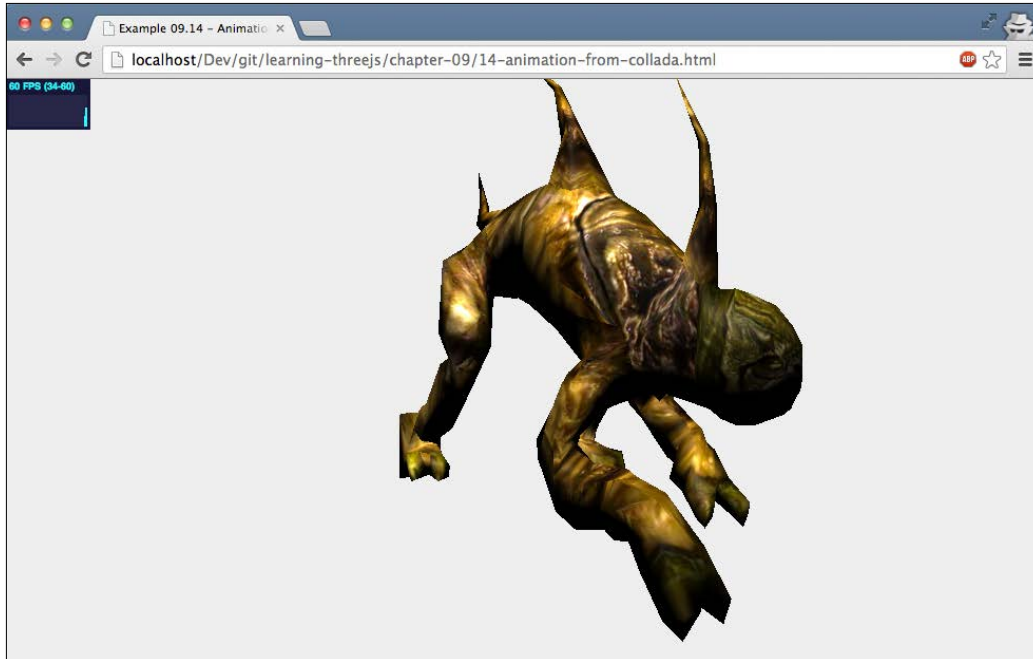 Example 09.14 – Animatio
localhost/Dev/git/learning-threejs/chapter-09/14-animation-from-collada.html
ABP
60 FPS (34-60)